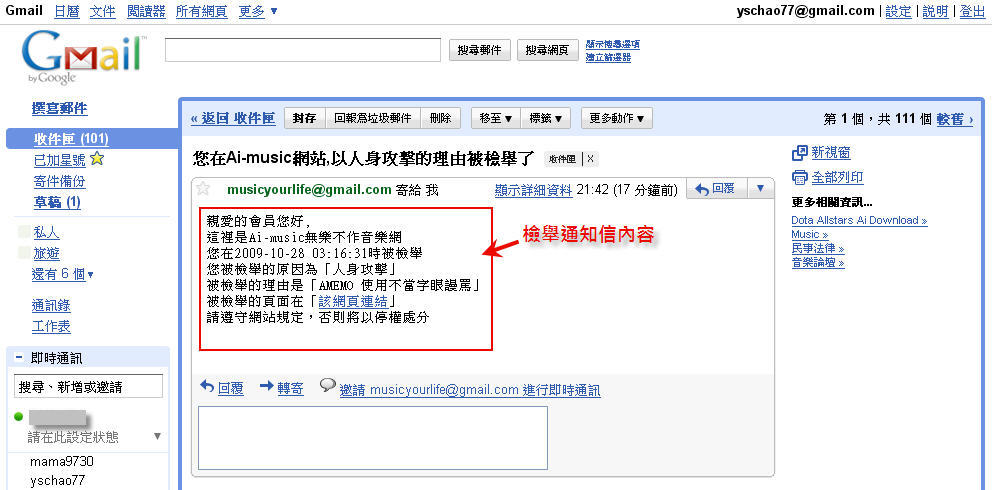 Gmail 日曆 文件 閱讀器 所有網頁 更多 ▼
yschao77@gmail.com | 設定 | 說明 | 登出
Gmail™
by Google
搜尋郵件 搜尋網頁
顯示搜尋選項
建立篩選器
撰寫郵件
收件匣 (101)
已加星號
寄件備份
草稿 (1)
私人
旅遊
還有 6 個 ▼
通訊錄
工作表
即時通訊
搜尋、新增或邀請
請在此設定狀態 ▼
mama9730
yschao77
« 返回 收件匣 封存 回報為垃圾郵件 刪除 移至 ▼ 標籤 ▼ 更多動作 ▼ 第 1 個，共 111 個 較舊 ›
您在Ai-music網站,以人身攻擊的理由被檢舉了 收件匣 | X
musicyourlife@gmail.com 寄給 我 顯示詳細資料 21:42 (17 分鐘前) 回覆 ▼
親愛的會員您好,
這裡是Ai-music無樂不作音樂網
您在2009-10-28 03:16:31時被檢舉
您被檢舉的原因為「人身攻擊」
被檢舉的理由是「AMEMO 使用不當字眼謾罵」
被檢舉的頁面在「該網頁連結」
請遵守網站規定，否則將以停權處分
檢舉通知信內容
回覆 轉寄 邀請 musicyourlife@gmail.com 進行即時通訊
新視窗
全部列印
更多相關資訊...
Dota Allstars Ai Download »
Music »
民事法律 »
音樂論壇 »